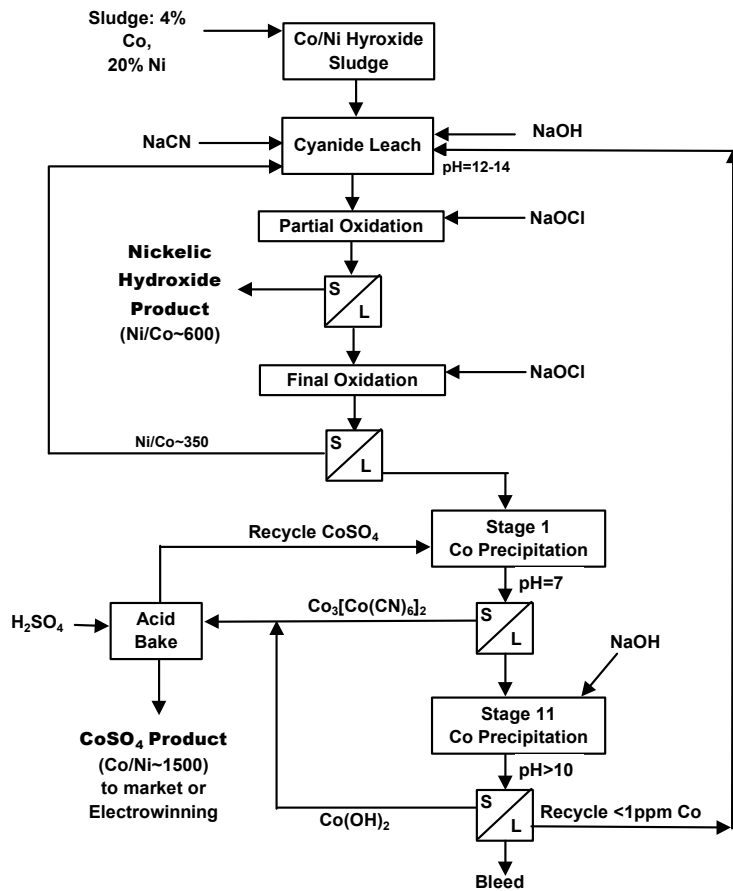 Sludge: 4%
Co,
20% Ni
Co/Ni Hyroxide
Sludge
NaCN
Cyanide Leach
NaOH
pH=12-14
Partial Oxidation
NaOCl
Nickelic
Hydroxide
Product
(Ni/Co~600)
S
L
Final Oxidation
NaOCl
Ni/Co~350
S
L
Recycle CoSO₄
Stage 1
Co Precipitation
pH=7
H₂SO₄
Acid
Bake
Co₃[Co(CN)₆]₂
S
L
NaOH
Stage 11
Co Precipitation
pH>10
CoSO₄ Product
(Co/Ni~1500)
to market or
Electrowinning
Co(OH)₂
S
L
Recycle <1ppm Co
Bleed